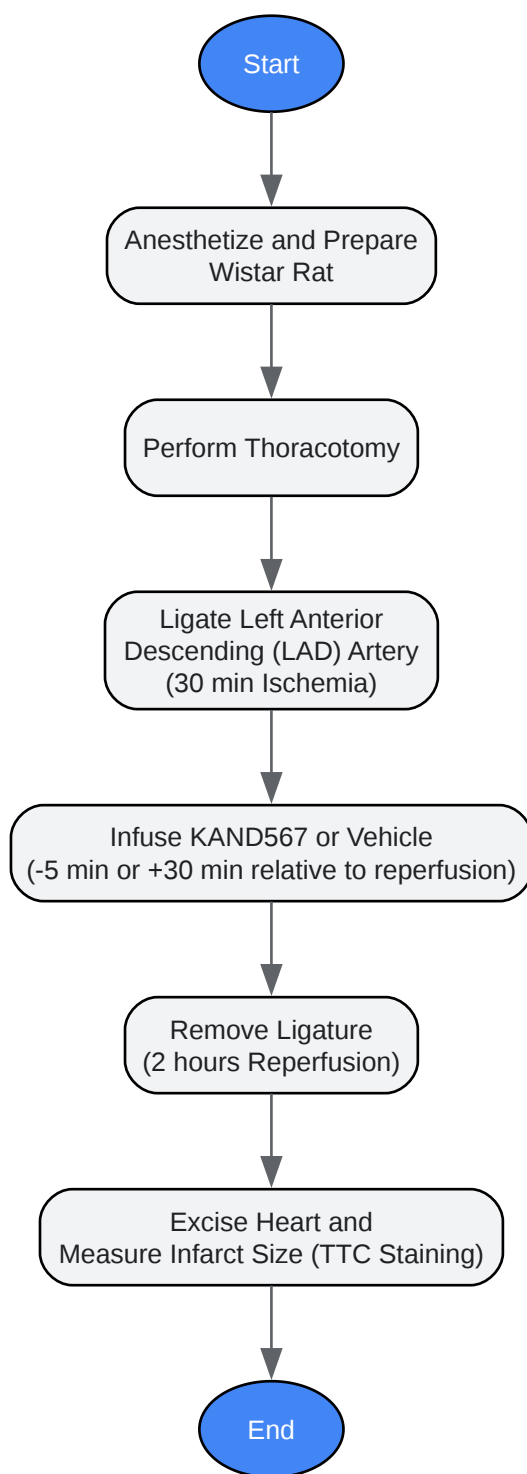 Start
Anesthetize and Prepare
Wistar Rat
Perform Thoracotomy
Ligate Left Anterior
Descending (LAD) Artery
(30 min Ischemia)
Infuse KAND567 or Vehicle
(-5 min or +30 min relative to reperfusion)
Remove Ligature
(2 hours Reperfusion)
Excise Heart and
Measure Infarct Size (TTC Staining)
End